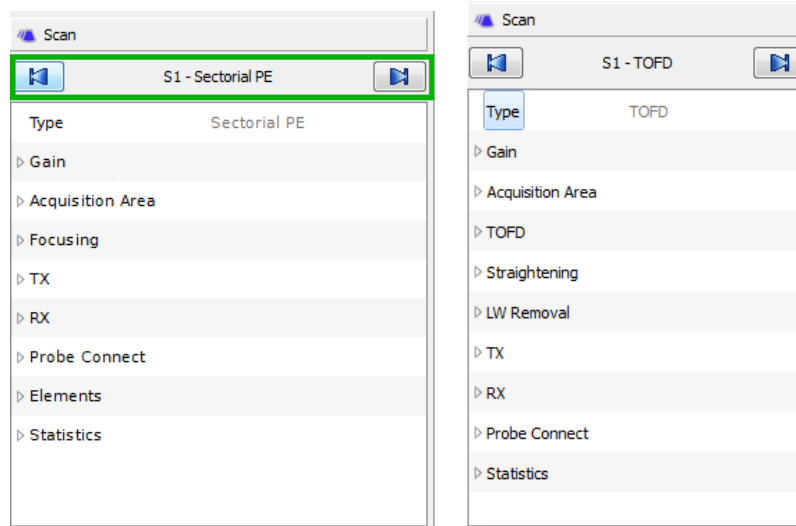 Scan
S1 - Sectorial PE
Type Sectorial PE
Gain
Acquisition Area
Focusing
TX
RX
Probe Connect
Elements
Statistics
Scan
S1 - TOFD
Type TOFD
Gain
Acquisition Area
TOFD
Straightening
LW Removal
TX
RX
Probe Connect
Statistics